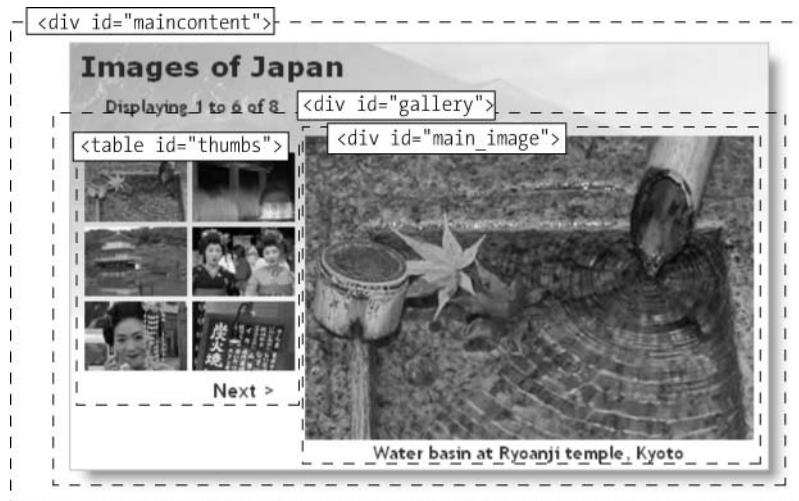 <div id="maincontent">
Images of Japan
Displaying 1 to 6 of 8
<div id="gallery">
<table id="thumbs">
<div id="main_image">
Next >
Water basin at Ryoanji temple, Kyoto